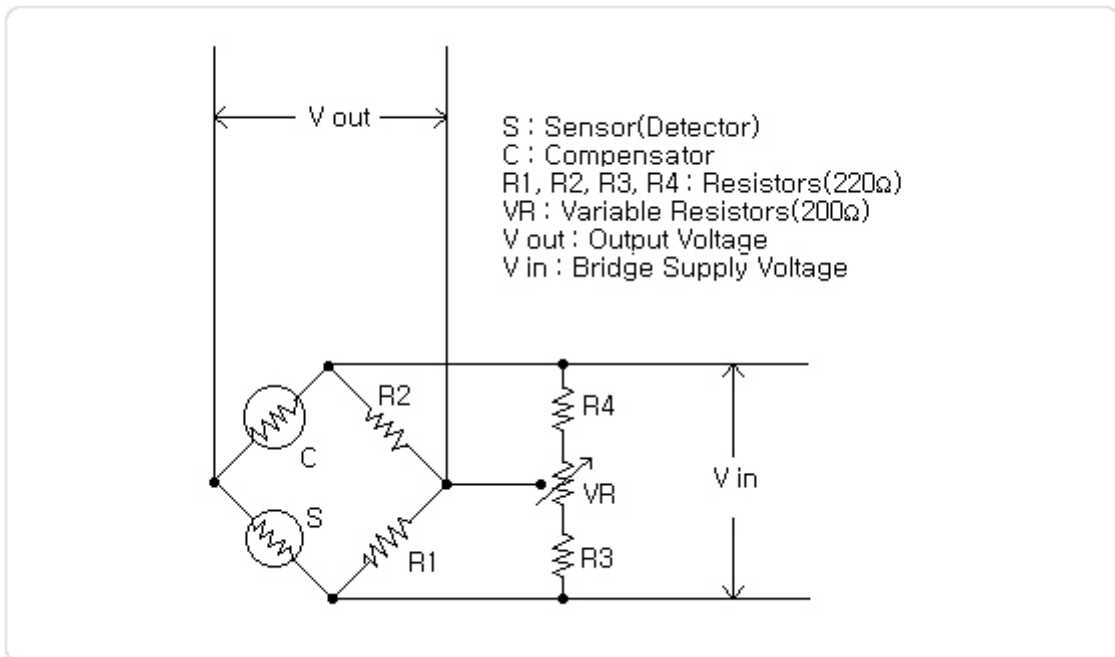 V out
S : Sensor(Detector)
C : Compensator
R1, R2, R3, R4 : Resistors(220Ω)
VR : Variable Resistors(200Ω)
V out : Output Voltage
V in : Bridge Supply Voltage
R2
R4
C
V in
VR
S
R1
R3